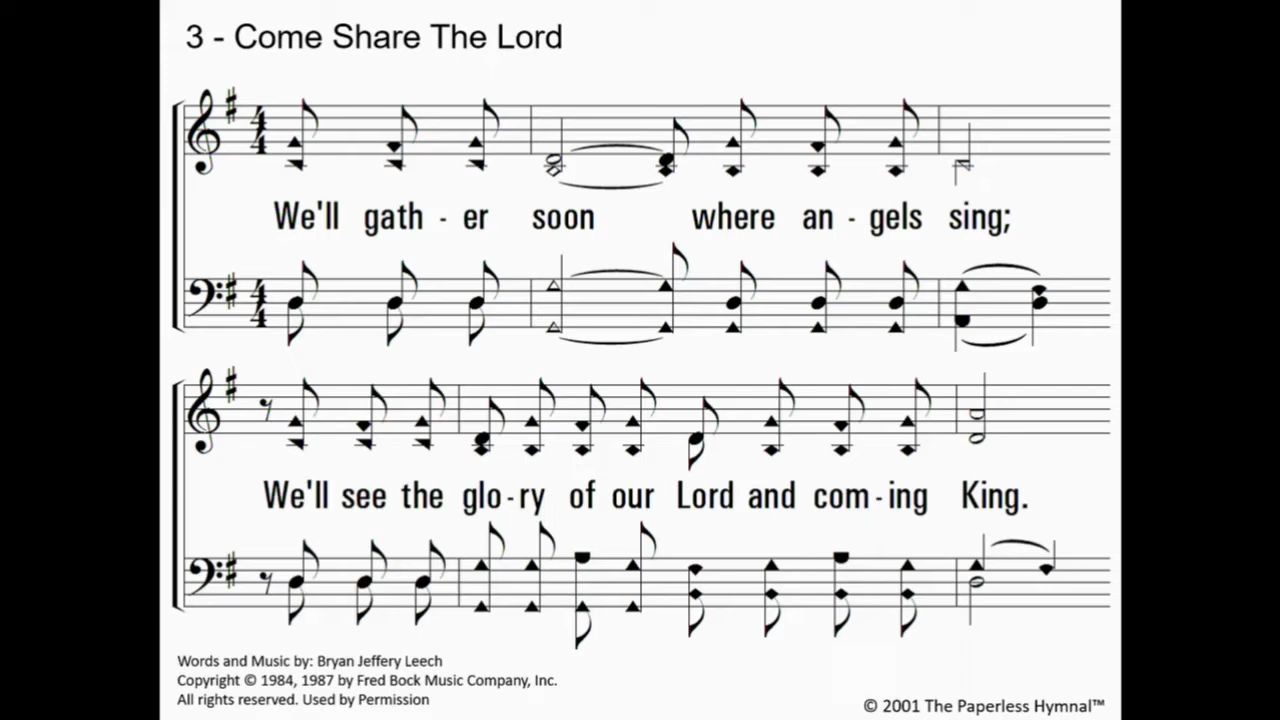 3 - Come Share The Lord
We'll gath - er soon where an - gels sing;
We'll see the glo - ry of our Lord and com - ing King.
Words and Music by: Bryan Jeffery Leech
Copyright © 1984, 1987 by Fred Bock Music Company, Inc.
All rights reserved. Used by Permission
© 2001 The Paperless Hymnal™